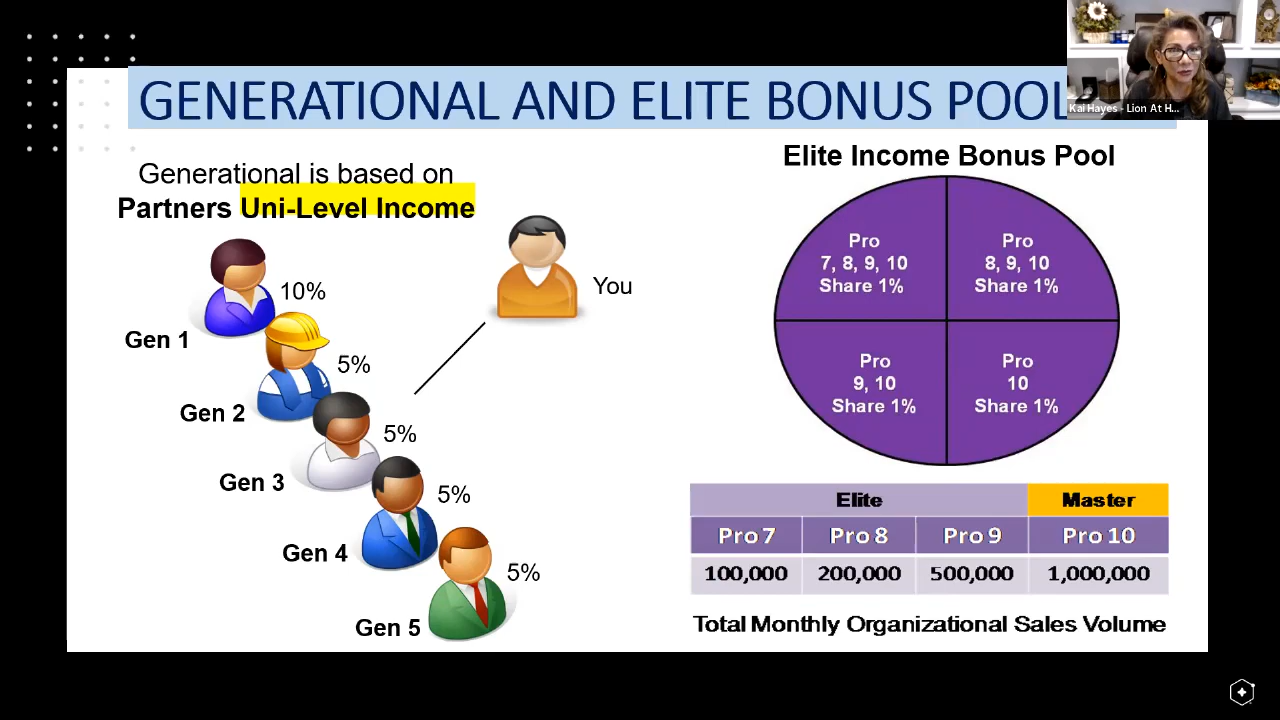 GENERATIONAL AND ELITE BONUS POOL
Kai Hayes - Lion At H...
Generational is based on
Partners Uni-Level Income
10%
Gen 1
5%
Gen 2
5%
Gen 3
5%
Gen 4
5%
Gen 5
You
Elite Income Bonus Pool
Pro
7, 8, 9, 10
Share 1%
Pro
8, 9, 10
Share 1%
Pro
9, 10
Share 1%
Pro
10
Share 1%
Elite Master
Pro 7 Pro 8 Pro 9 Pro 10
100,000 200,000 500,000 1,000,000
Total Monthly Organizational Sales Volume